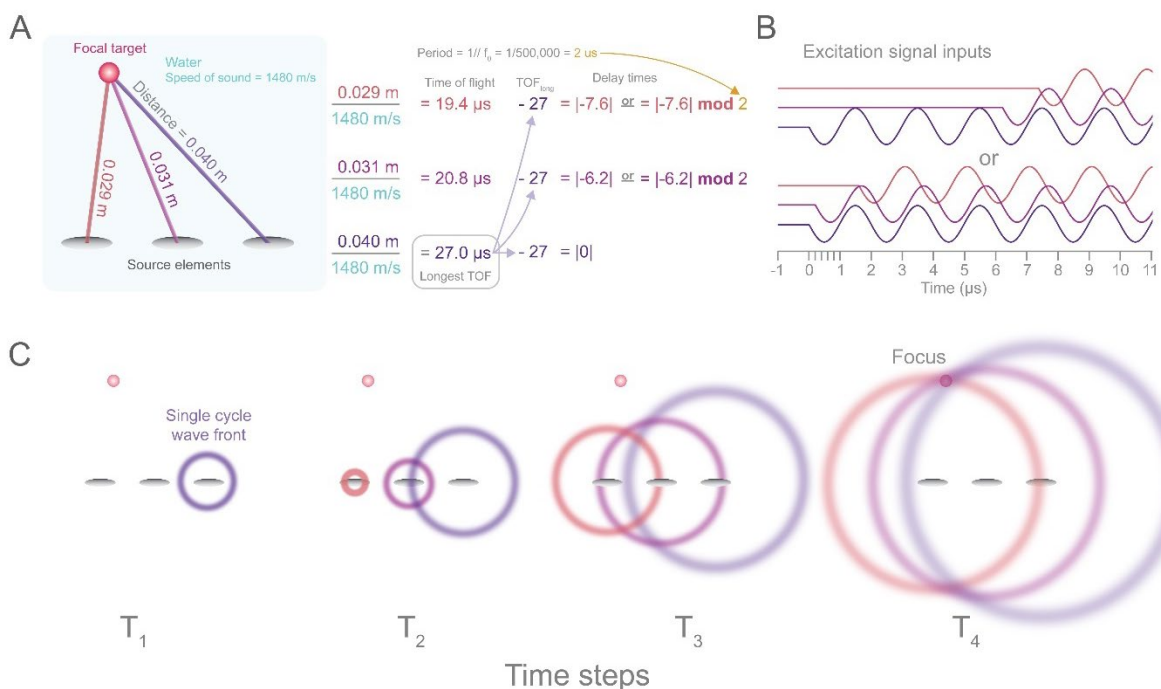 A
Focal target
Water
Speed of sound = 1480 m/s
Distance = 0.040 m
0.029 m
0.031 m
Source elements
Period = 1// f0 = 1/500,000 = 2 us
Time of flight
TOFlong
Delay times
0.029 m
1480 m/s
= 19.4 µs
- 27
= |-7.6| or = |-7.6| mod 2
0.031 m
1480 m/s
= 20.8 µs
- 27
= |-6.2| or = |-6.2| mod 2
0.040 m
1480 m/s
= 27.0 µs
- 27
= |0|
Longest TOF
B
Excitation signal inputs
or
-1 0 1 2 3 4 5 6 7 8 9 10 11
Time (µs)
C
Single cycle
wave front
Focus
T1
T2
T3
T4
Time steps